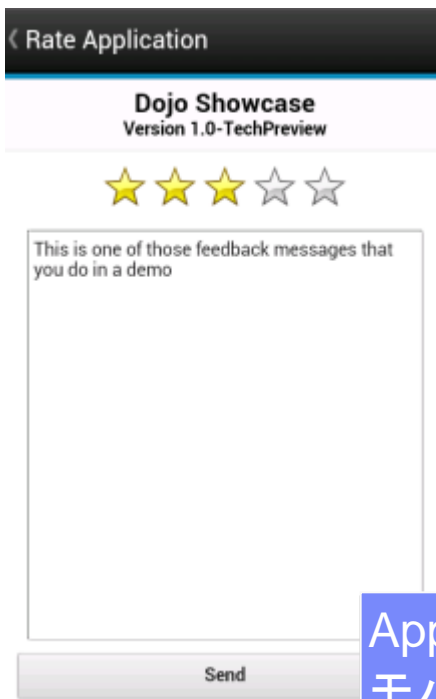 Rate Application
Dojo Showcase
Version 1.0-TechPreview
This is one of those feedback messages that
you do in a demo
Send